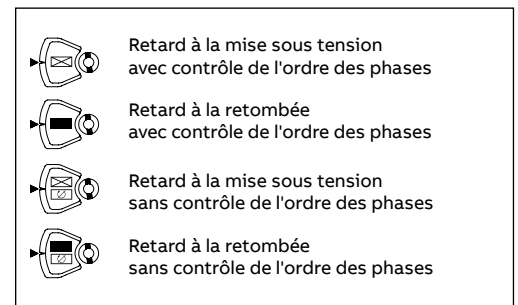 Retard à la mise sous tension
avec contrôle de l'ordre des phases
Retard à la retombée
avec contrôle de l'ordre des phases
Retard à la mise sous tension
sans contrôle de l'ordre des phases
Retard à la retombée
sans contrôle de l'ordre des phases